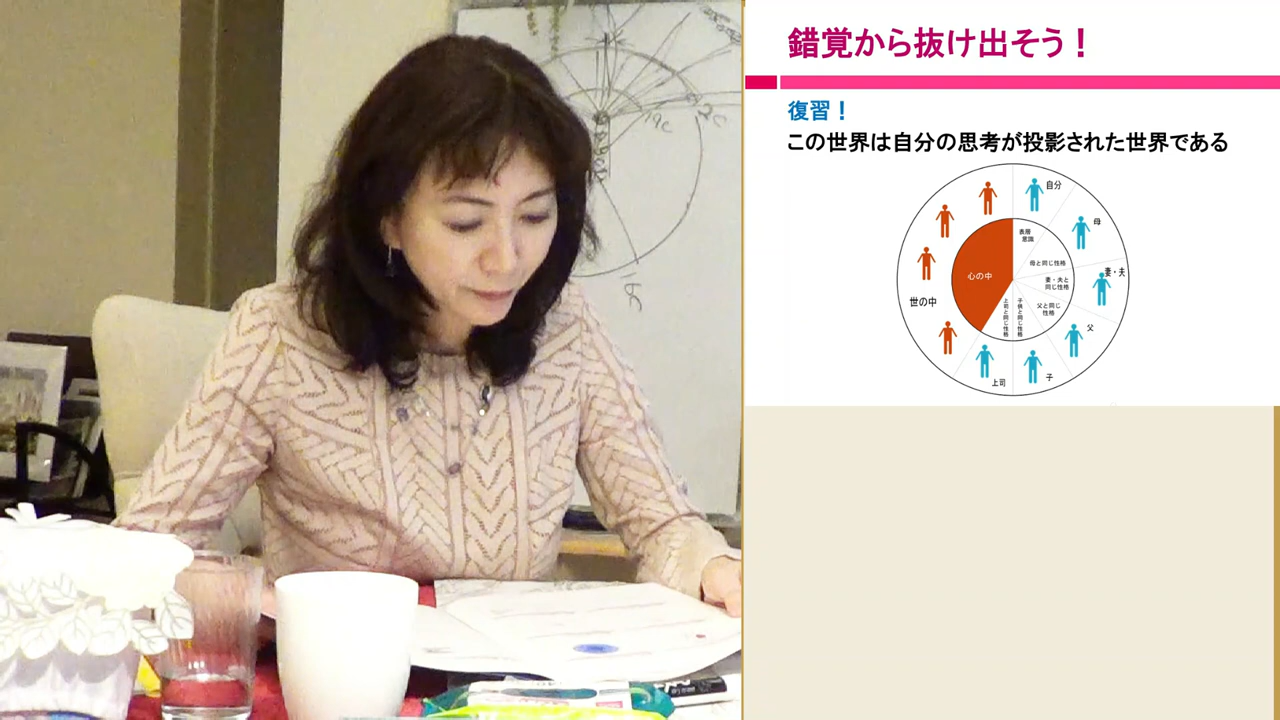 錯覚から抜け出そう！
復習！
この世界は自分の思考が投影された世界である
自分
母
妻・夫
父
子
上司
世の中
心の中
表層
意識
母と同じ性格
妻・夫と
同じ性格
父と同じ
性格
子供と同じ性格
上司と同じ性格